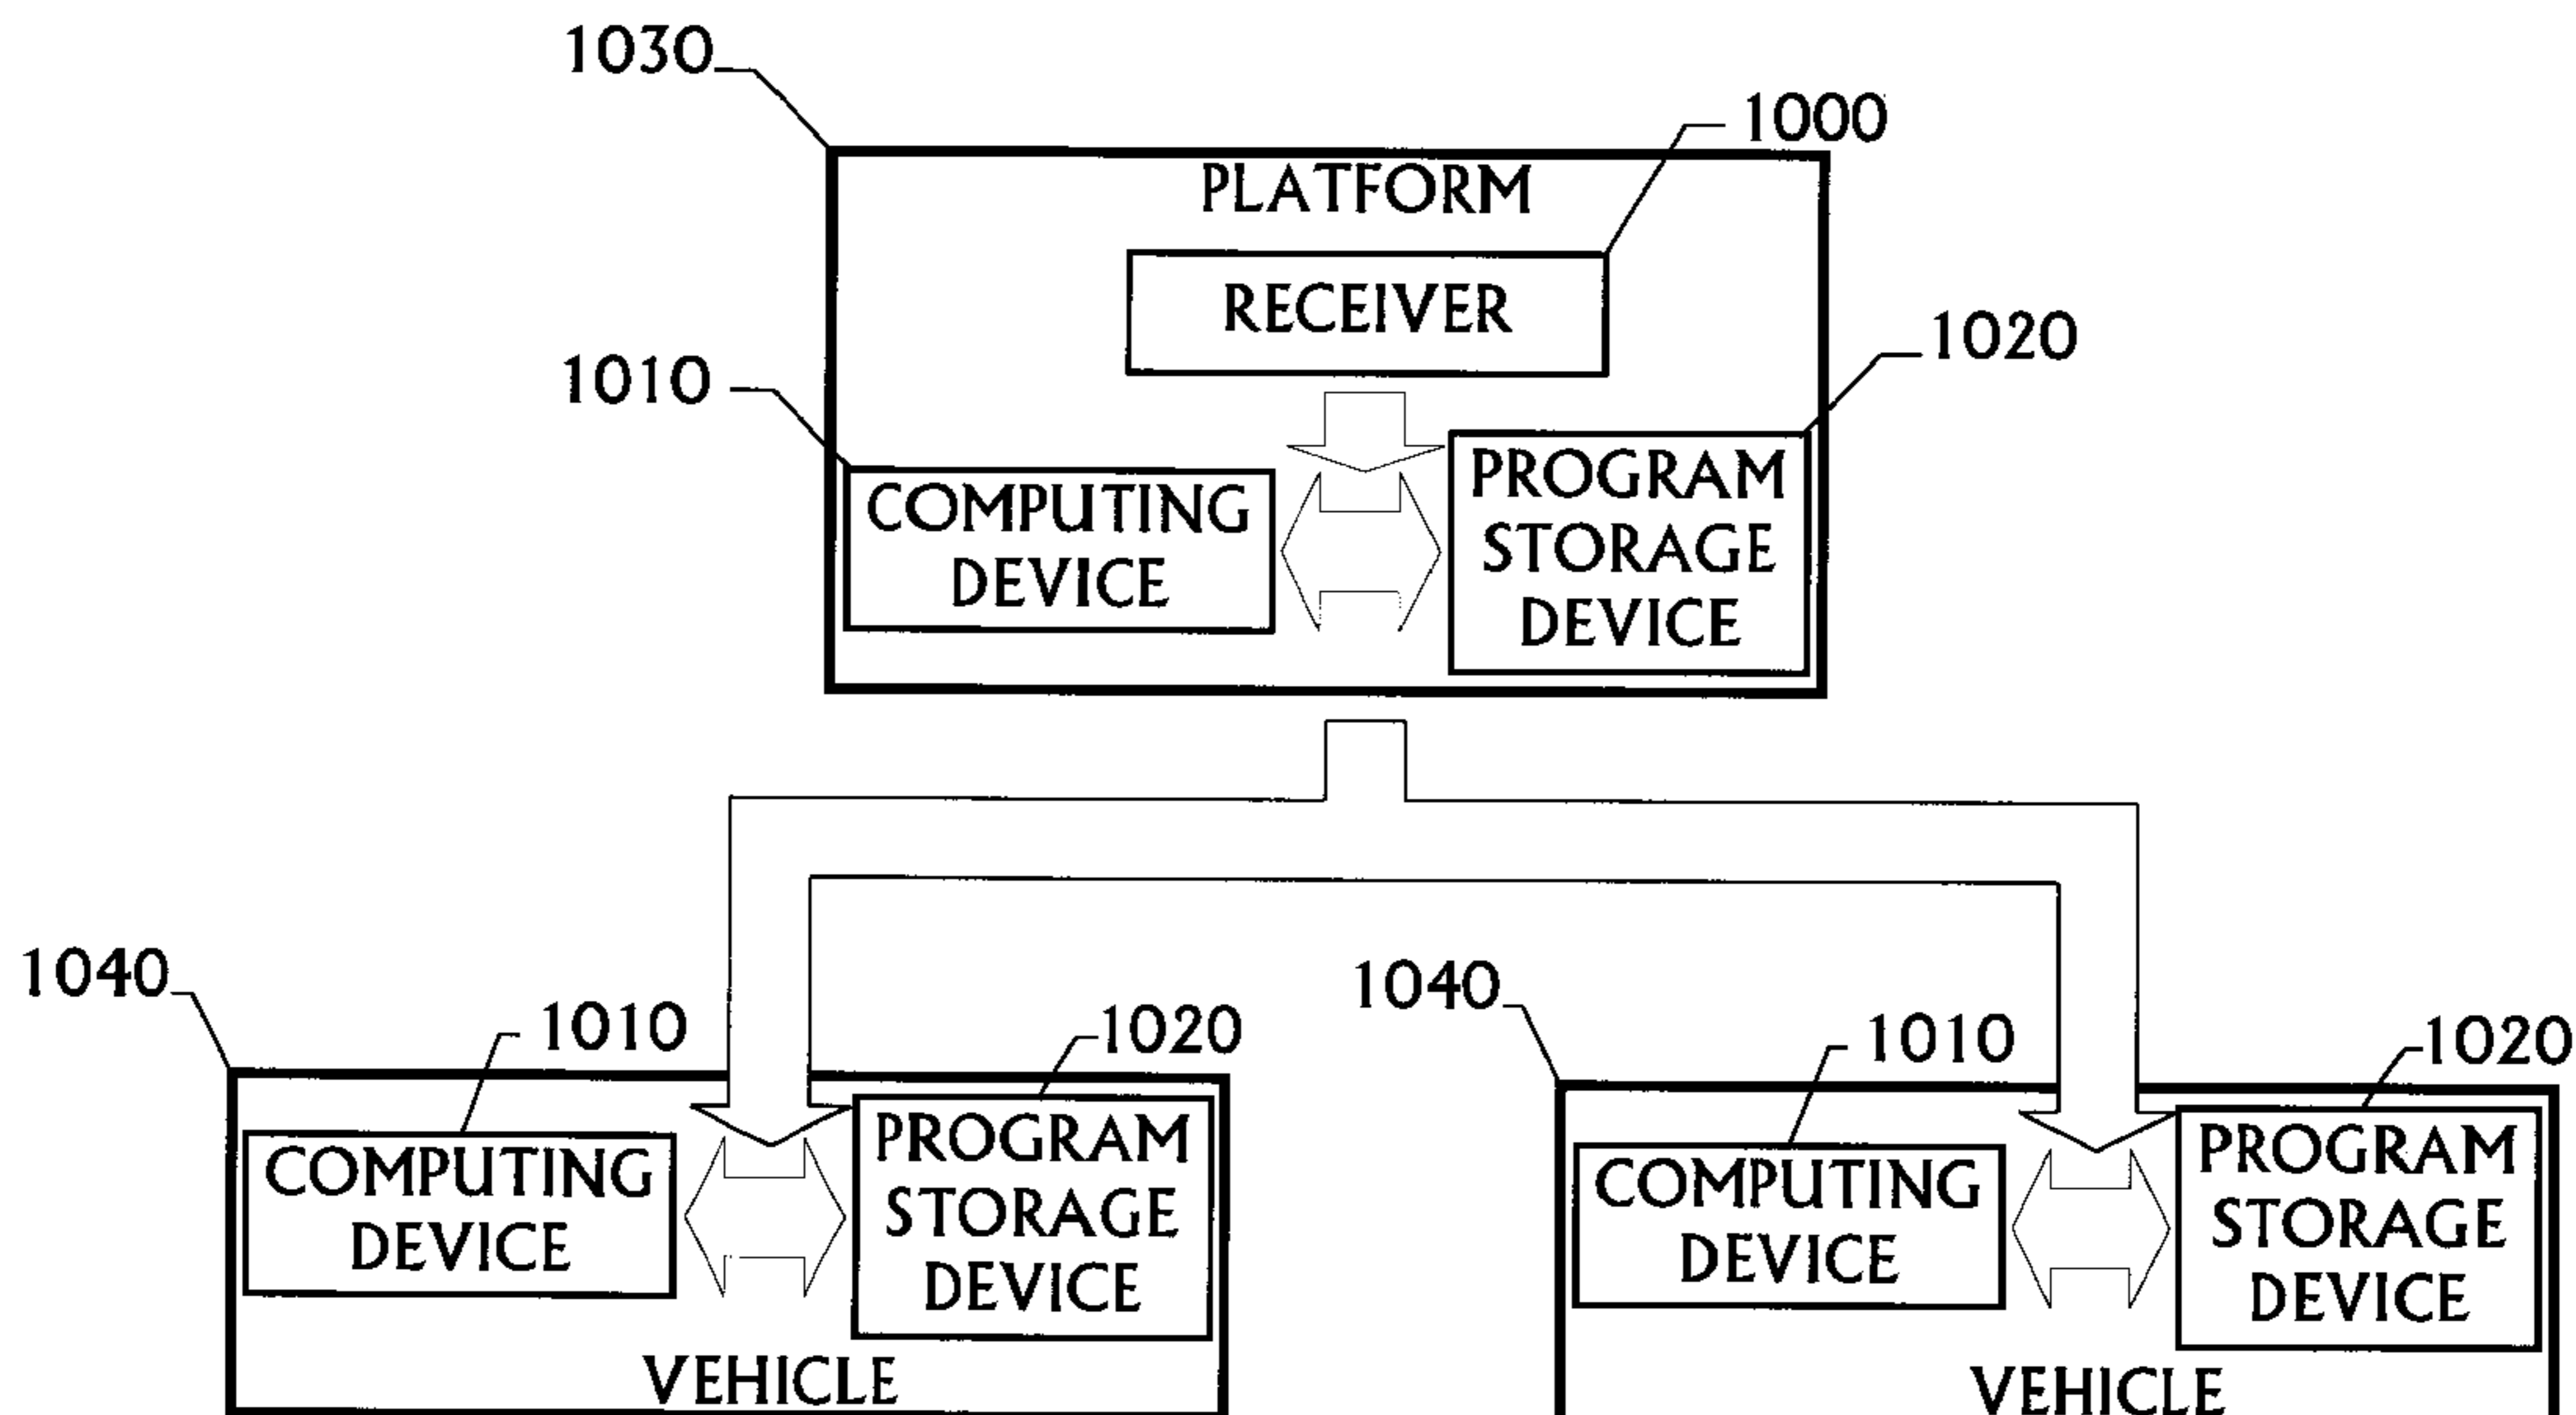 1030
1000
PLATFORM
RECEIVER
1020
1010
COMPUTING
DEVICE
PROGRAM
STORAGE
DEVICE
1040
1010
1020
COMPUTING
DEVICE
PROGRAM
STORAGE
DEVICE
VEHICLE
1040
1010
1020
COMPUTING
DEVICE
PROGRAM
STORAGE
DEVICE
VEHICLE